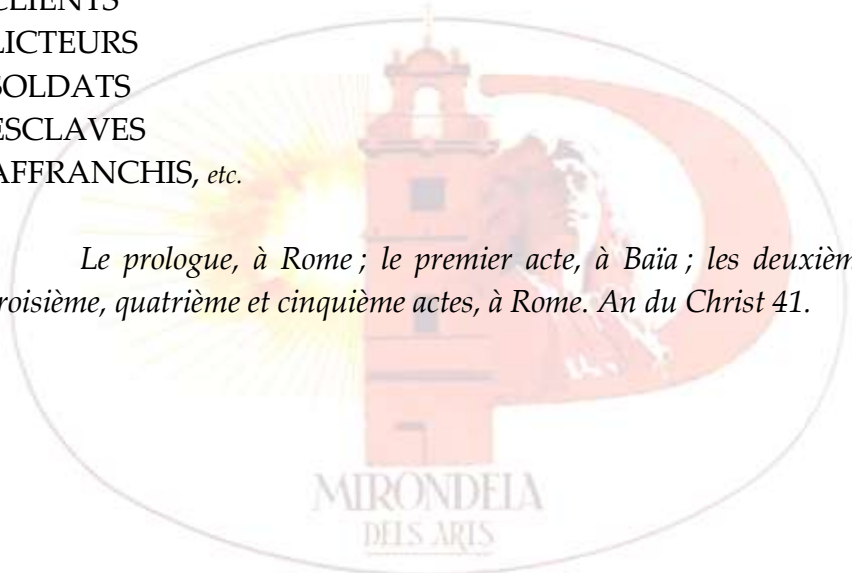 CLIENTS
LICTEURS
SOLDATS
ESCLAVES
AFFRANCHIS, etc.
Le prologue, à Rome ; le premier acte, à Baïa ; les deuxièm
roisième, quatrième et cinquième actes, à Rome. An du Christ 41.
MIRONDELA
DELS ARTS